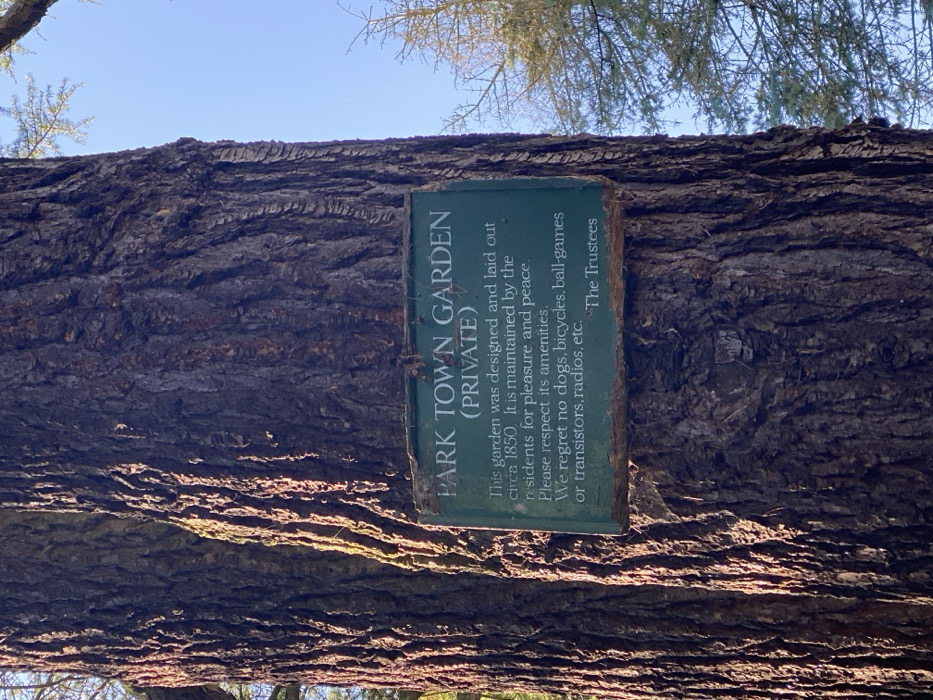 PARK TOWN GARDEN
(PRIVATE)
This garden was designed and laid out
circa 1850. It is maintained by the
residents for pleasure and peace.
Please respect its amenities.
We regret no dogs, bicycles, ball-games
or transistors, radios, etc.
The Trustees